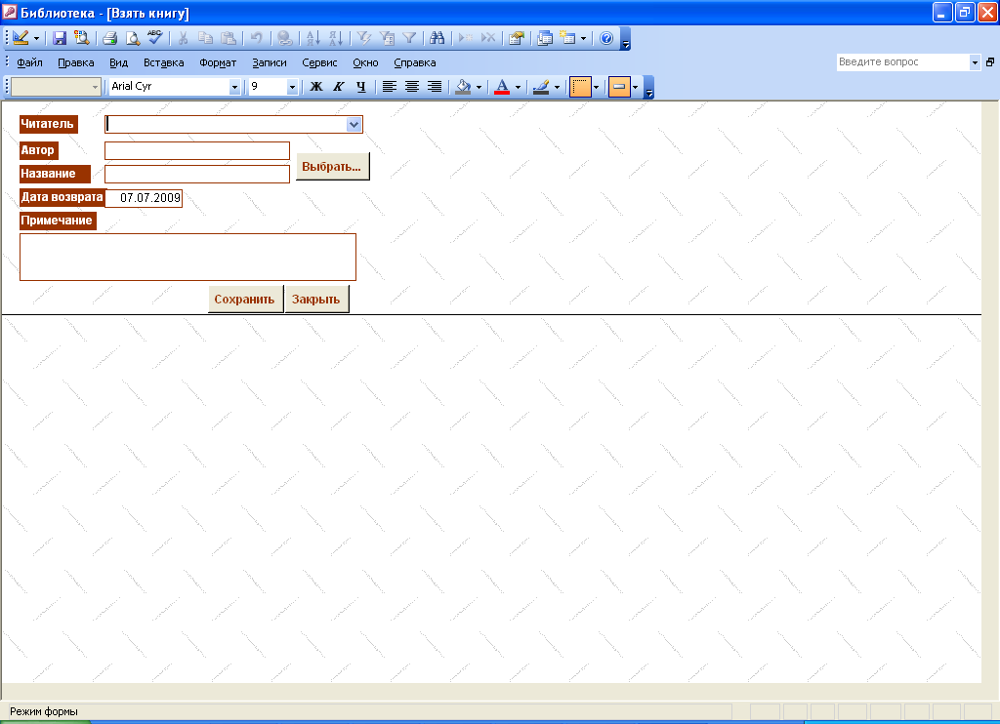 Библиотека - [Взять книгу]
Файл Правка Вид Вставка Формат Записи Сервис Окно Справка Введите вопрос
Arial Cyr 9 Ж К Ч
Читатель
Автор
Выбрать...
Название
Дата возврата 07.07.2009
Примечание
Сохранить Закрыть
Режим формы